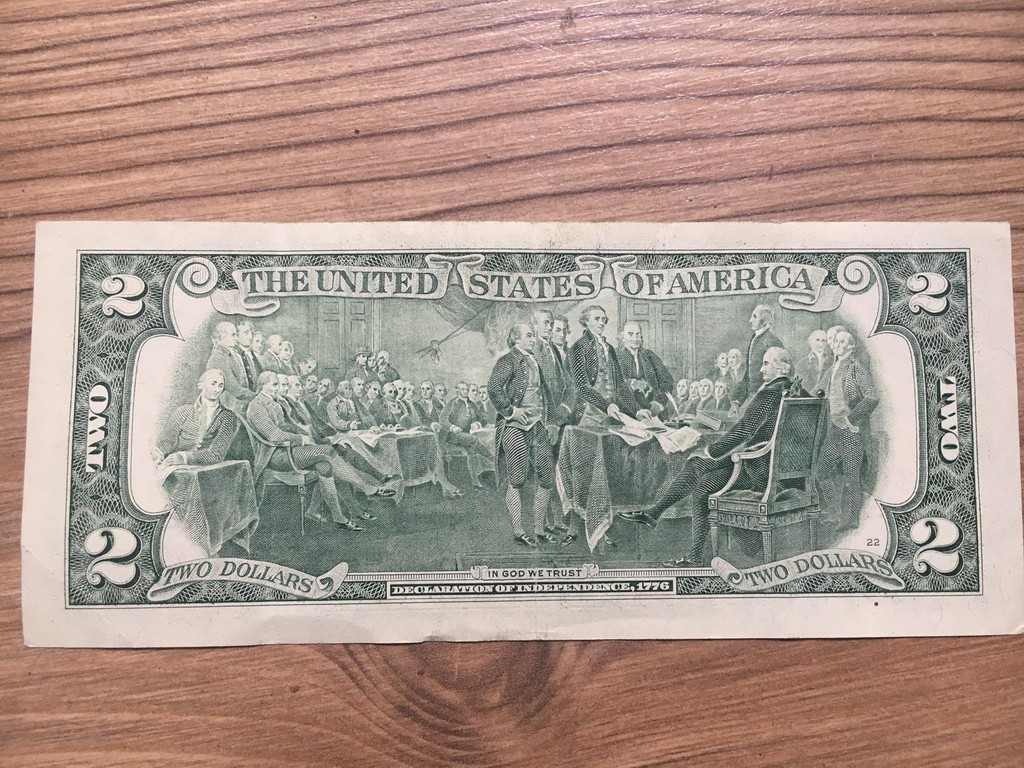 THE UNITED STATES OF AMERICA
2
2
TWO
TWO
2
2
22
TWO DOLLARS
TWO DOLLARS
IN GOD WE TRUST
DECLARATION OF INDEPENDENCE, 1776